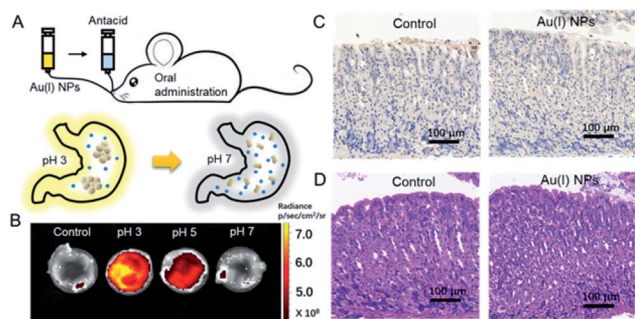 A
Antacid
Au(I) NPs
Oral
administration
pH 3
pH 7
B
Control
pH 3
pH 5
pH 7
Radiance
p/sec/cm²/sr
7.0
6.0
5.0
X 10⁸
C
Control
Au(I) NPs
100 μm
100 μm
D
Control
Au(I) NPs
100 μm
100 μm